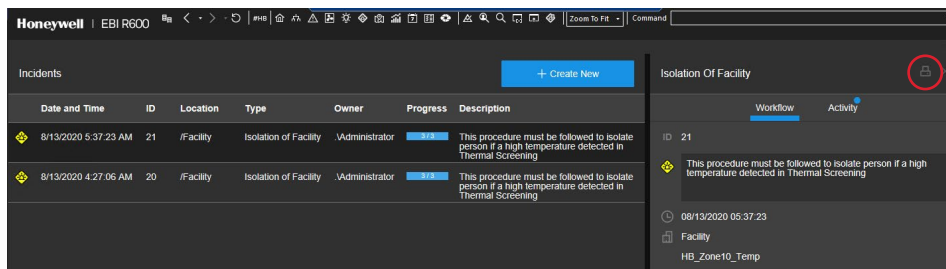 Honeywell | EBI R600
#HB
Zoom To Fit
Command
Incidents
+ Create New
Date and Time ID Location Type Owner Progress Description
8/13/2020 5:37:23 AM 21 /Facility Isolation of Facility .\Administrator 3 / 3 This procedure must be followed to isolate
person if a high temperature detected in
Thermal Screening
8/13/2020 4:27:06 AM 20 /Facility Isolation of Facility .\Administrator 3 / 3 This procedure must be followed to isolate
person if a high temperature detected in
Thermal Screening
Isolation Of Facility
Workflow Activity
ID 21
This procedure must be followed to isolate person if a high
temperature detected in Thermal Screening
08/13/2020 05:37:23
Facility
HB_Zone10_Temp